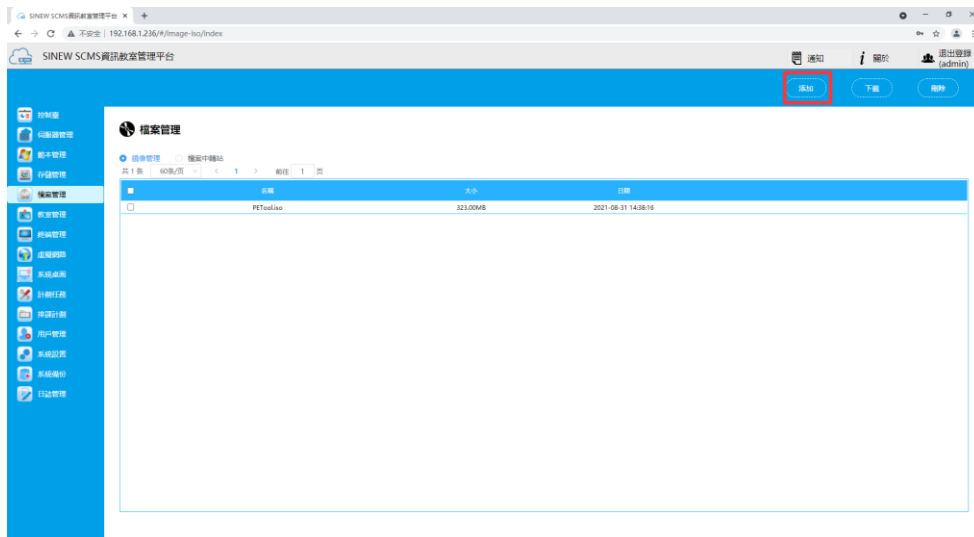 SINEW SCMS資訊教室管理平台
不安全 | 192.168.1.236/#/image-iso/index
SINEW SCMS資訊教室管理平台
通知
關於
退出登錄
(admin)
添加
下載
刪除
控制臺
伺服器管理
範本管理
存儲管理
檔案管理
教室管理
終端管理
虛擬網路
系統桌面
計劃任務
排課計劃
用戶管理
系統設置
系統備份
日誌管理
檔案管理
鏡像管理 檔案中轉站
共 1 条 60条/页 1 前往 1 页
名稱 大小 日期
PETool.iso 323.00MB 2021-08-31 14:38:16